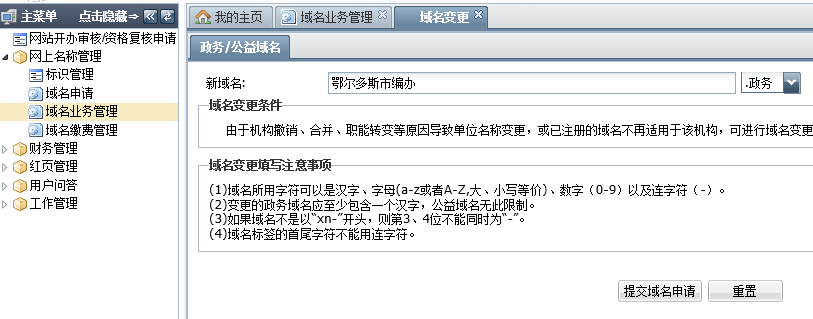 主菜单 点击隐藏⇒
网站开办审核/资格复核申请
网上名称管理
标识管理
域名申请
域名业务管理
域名缴费管理
财务管理
红页管理
用户问答
工作管理
我的主页 域名业务管理 域名变更
政务/公益域名
新域名: 鄂尔多斯市编办 .政务
域名变更条件
由于机构撤销、合并、职能转变等原因导致单位名称变更，或已注册的域名不再适用于该机构，可进行域名变更
域名变更填写注意事项
(1)域名所用字符可以是汉字、字母(a-z或者A-Z,大、小写等价)、数字（0-9）以及连字符（-）。
(2)变更的政务域名应至少包含一个汉字，公益域名无此限制。
(3)如果域名不是以“xn-”开头，则第3、4位不能同时为“-”。
(4)域名标签的首尾字符不能用连字符。
提交域名申请 重置